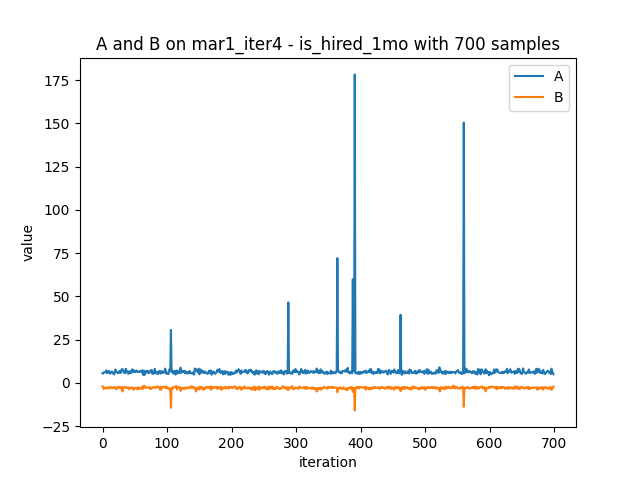 A and B on mar1_iter4 - is_hired_1mo with 700 samples
A
B
value
175
150
125
100
75
50
25
0
−25
0 100 200 300 400 500 600 700
iteration